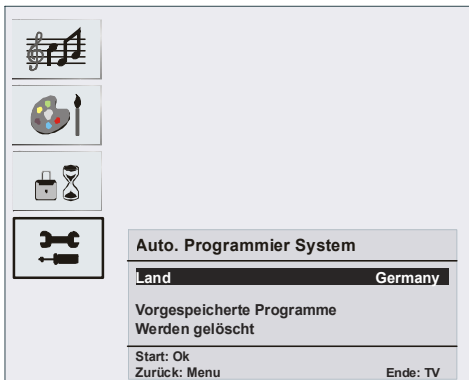 Auto. Programmier System
Land Germany
Vorgespeicherte Programme
Werden gelöscht
Start: Ok
Zurück: Menu Ende: TV